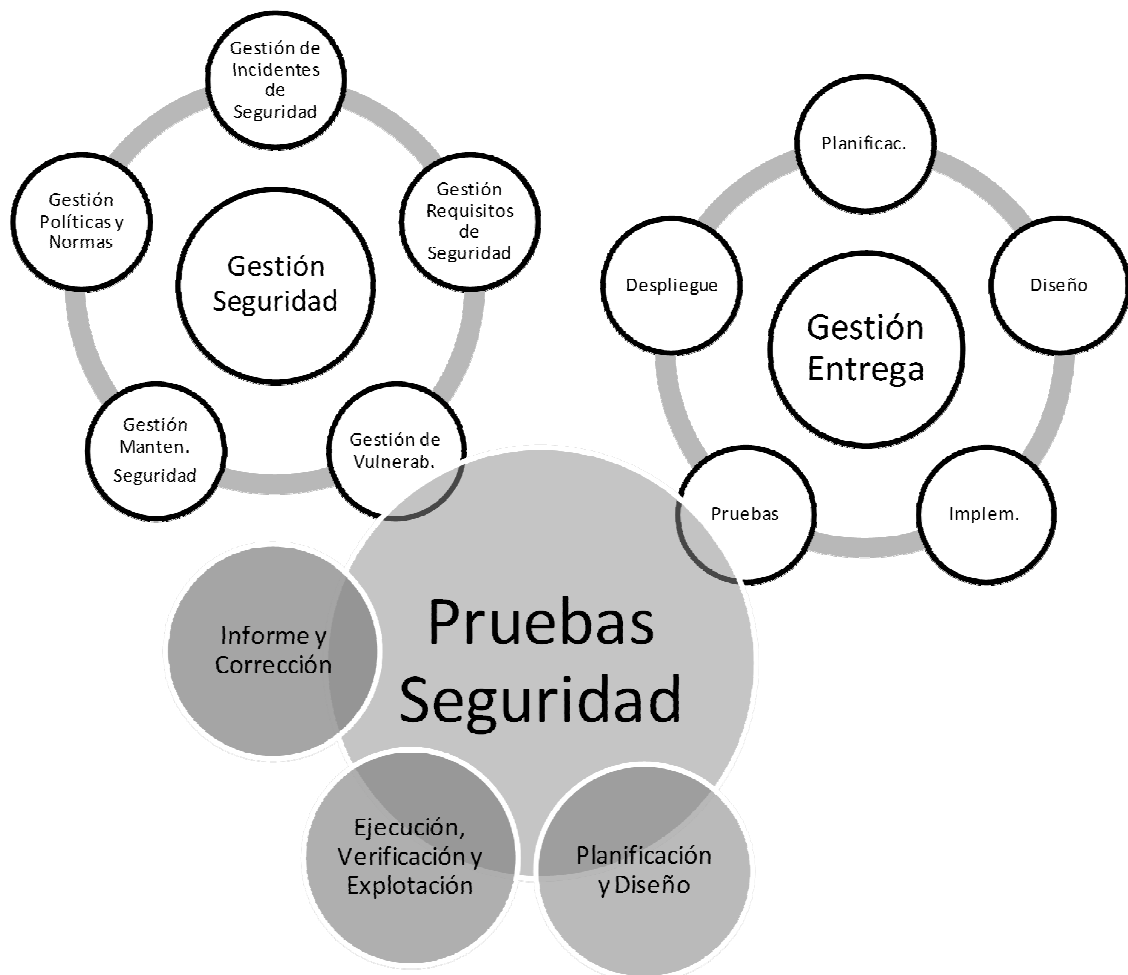 Gestión de
Incidentes
de
Seguridad
Gestión
Requisitos
de
Seguridad
Gestión de
Vulnerab.
Gestión
Manten.
Seguridad
Gestión
Políticas y
Normas
Gestión
Seguridad
Planificac.
Diseño
Implem.
Pruebas
Despliegue
Gestión
Entrega
Pruebas
Seguridad
Informe y
Corrección
Ejecución,
Verificación y
Explotación
Planificación
y Diseño